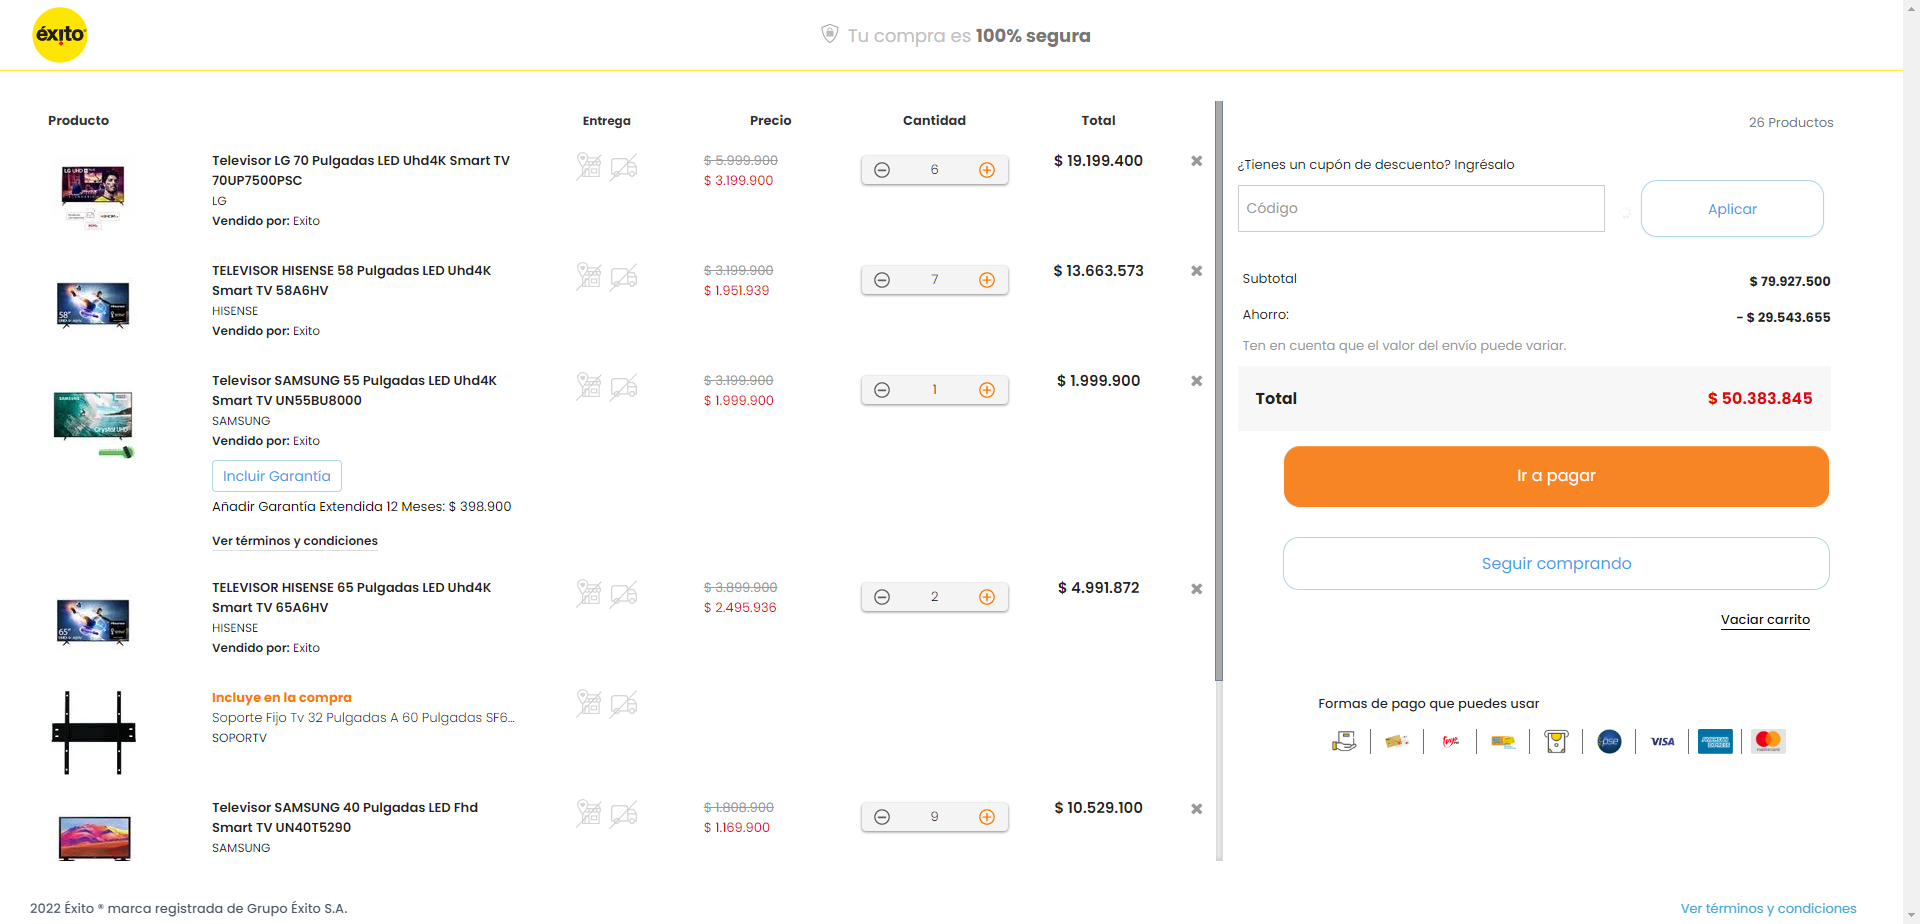 éxito
Tu compra es 100% segura
Producto
Entrega
Precio
Cantidad
Total
Televisor LG 70 Pulgadas LED Uhd4K Smart TV
70UP7500PSC
LG
Vendido por: Exito
$ 5.999.900
$ 3.199.900
6
$ 19.199.400
TELEVISOR HISENSE 58 Pulgadas LED Uhd4K
Smart TV 58A6HV
HISENSE
Vendido por: Exito
$ 3.199.900
$ 1.951.939
7
$ 13.663.573
58"
Televisor SAMSUNG 55 Pulgadas LED Uhd4K
Smart TV UN55BU8000
SAMSUNG
Vendido por: Exito
$ 3.199.900
$ 1.999.900
1
$ 1.999.900
SAMSUNG
Crystal UHD
Incluir Garantía
Añadir Garantía Extendida 12 Meses: $ 398.900
Ver términos y condiciones
TELEVISOR HISENSE 65 Pulgadas LED Uhd4K
Smart TV 65A6HV
HISENSE
Vendido por: Exito
$ 3.899.900
$ 2.495.936
2
$ 4.991.872
65"
Incluye en la compra
Soporte Fijo Tv 32 Pulgadas A 60 Pulgadas SF6...
SOPORTV
Televisor SAMSUNG 40 Pulgadas LED Fhd
Smart TV UN40T5290
SAMSUNG
$ 1.808.900
$ 1.169.900
9
$ 10.529.100
26 Productos
¿Tienes un cupón de descuento? Ingrésalo
Código
Aplicar
Subtotal
$ 79.927.500
Ahorro:
- $ 29.543.655
Ten en cuenta que el valor del envío puede variar.
Total
$ 50.383.845
Ir a pagar
Seguir comprando
Vaciar carrito
Formas de pago que puedes usar
pse
VISA
AMERICAN EXPRESS
2022 Éxito ® marca registrada de Grupo Éxito S.A.
Ver términos y condiciones